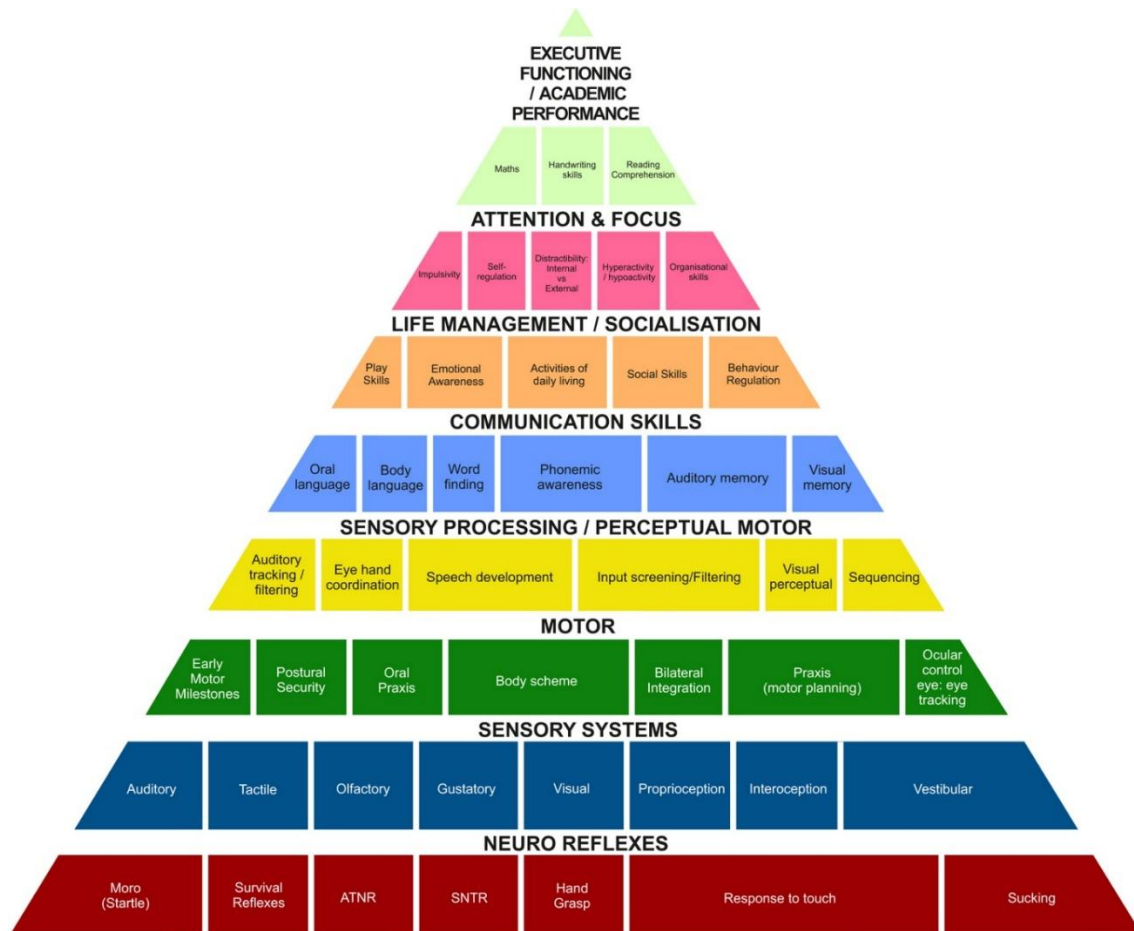 EXECUTIVE
FUNCTIONING
/ ACADEMIC
PERFORMANCE
Maths
Handwriting
skills
Reading
Comprehension
ATTENTION & FOCUS
Impulsivity
Self-
regulation
Distractibility:
Internal
vs
External
Hyperactivity
/ hypoactivity
Organisational
skills
LIFE MANAGEMENT / SOCIALISATION
Play
Skills
Emotional
Awareness
Activities of
daily living
Social Skills
Behaviour
Regulation
COMMUNICATION SKILLS
Oral
language
Body
language
Word
finding
Phonemic
awareness
Auditory memory
Visual
memory
SENSORY PROCESSING / PERCEPTUAL MOTOR
Auditory
tracking /
filtering
Eye hand
coordination
Speech development
Input screening/Filtering
Visual
perceptual
Sequencing
MOTOR
Early
Motor
Milestones
Postural
Security
Oral
Praxis
Body scheme
Bilateral
Integration
Praxis
(motor planning)
Ocular
control
eye: eye
tracking
SENSORY SYSTEMS
Auditory
Tactile
Olfactory
Gustatory
Visual
Proprioception
Interoception
Vestibular
NEURO REFLEXES
Moro
(Startle)
Survival
Reflexes
ATNR
SNTR
Hand
Grasp
Response to touch
Sucking